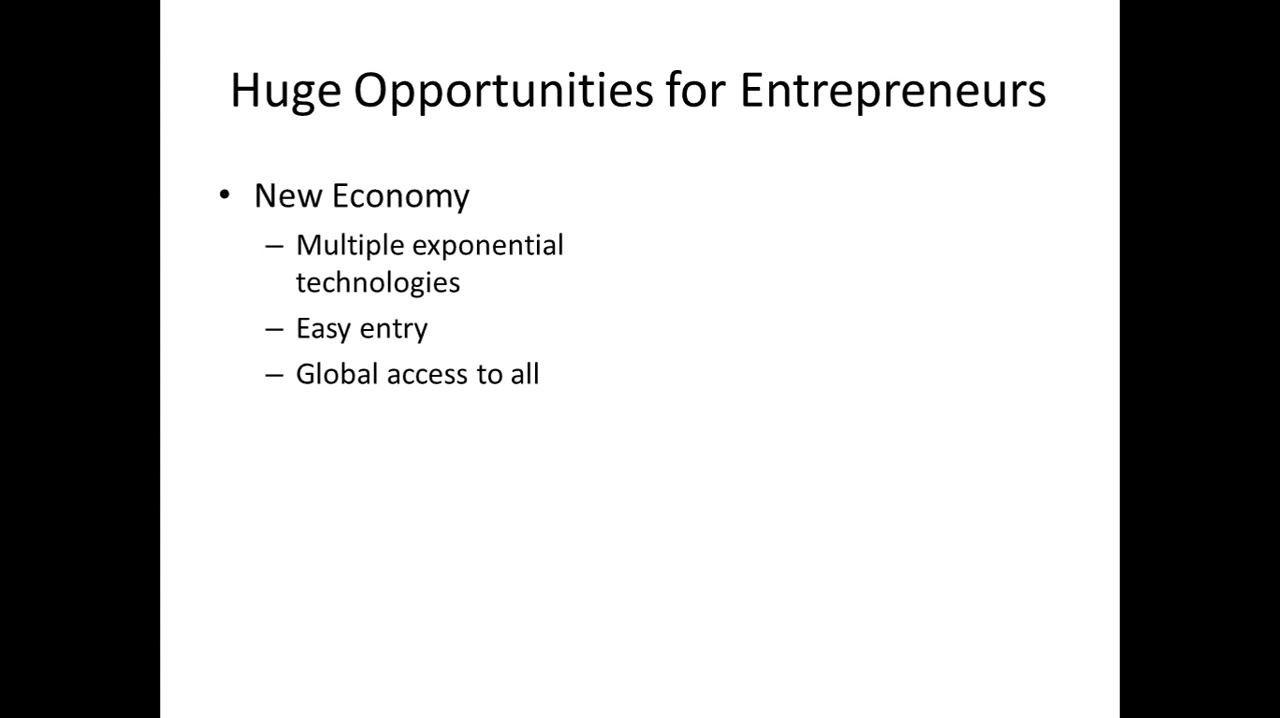 Huge Opportunities for Entrepreneurs
• New Economy
– Multiple exponential
technologies
– Easy entry
– Global access to all